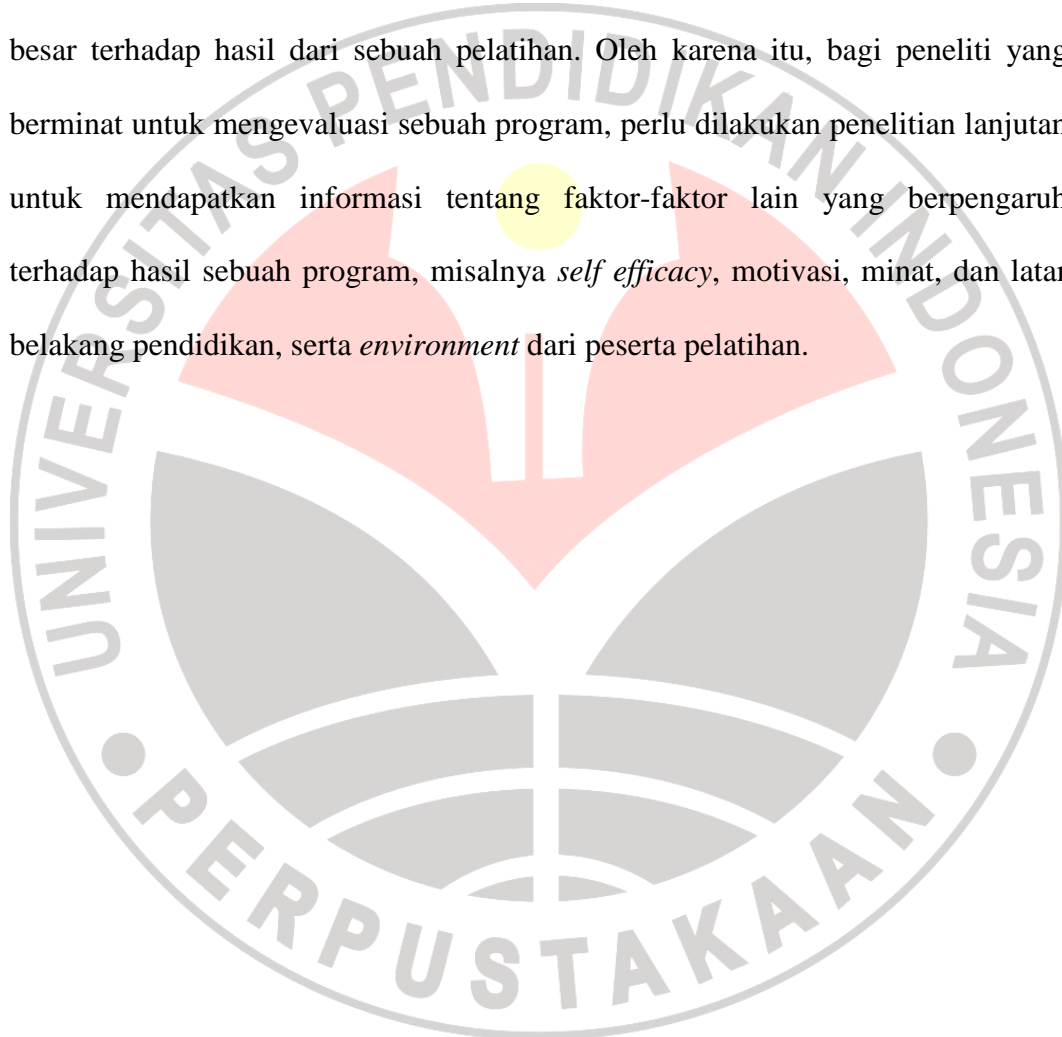 besar terhadap hasil dari sebuah pelatihan. Oleh karena itu, bagi peneliti yang
berminat untuk mengevaluasi sebuah program, perlu dilakukan penelitian lanjutan
untuk mendapatkan informasi tentang faktor-faktor lain yang berpengaruh
terhadap hasil sebuah program, misalnya self efficacy, motivasi, minat, dan latar
belakang pendidikan, serta environment dari peserta pelatihan.
UNIVERSITAS PENDIDIKAN INDONESIA
PERPUSTAKAAN